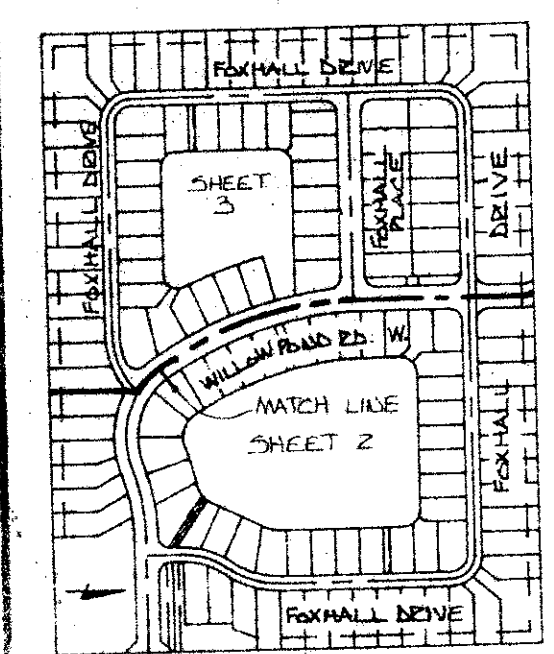 FOXHALL DRIVE
FOXHALL DRIVE
SHEET
3
FOXHALL
PLACE
DRIVE
WILLOW POND RD. W.
MATCH LINE
SHEET 2
FOXHALL
FOXHALL DRIVE